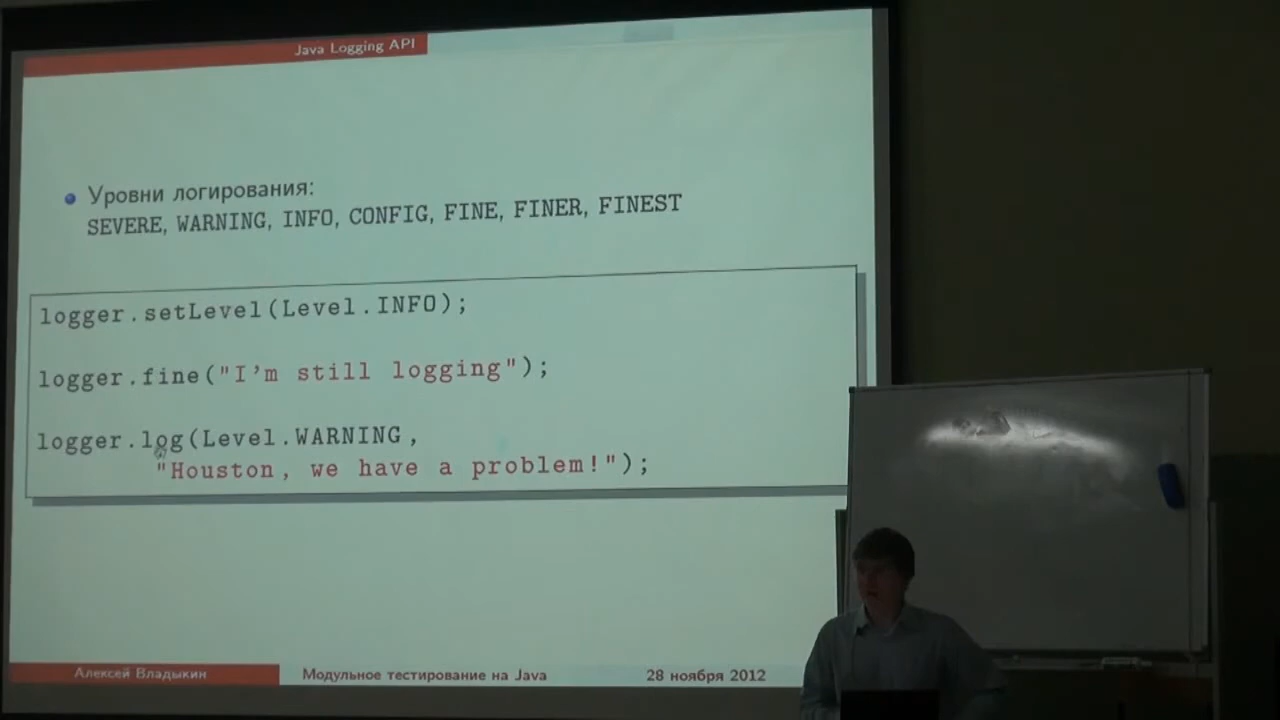 Java Logging API
Уровни логирования:
SEVERE, WARNING, INFO, CONFIG, FINE, FINER, FINEST
logger.setLevel(Level.INFO);
logger.fine("I'm still logging");
logger.log(Level.WARNING,
"Houston, we have a problem!");
Алексей Владыкин
Модульное тестирование на Java
28 ноября 2012